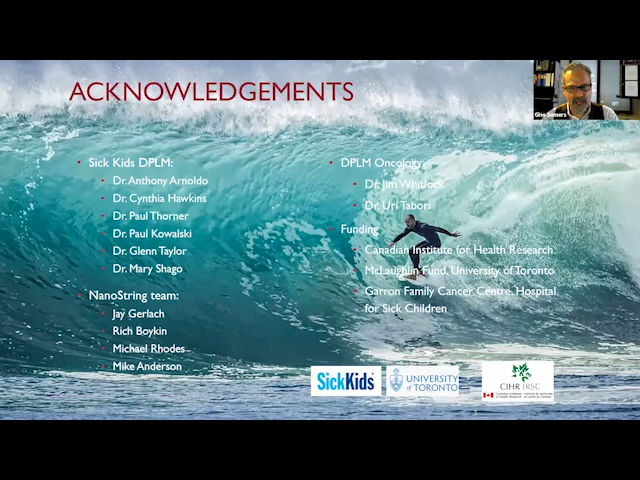 ACKNOWLEDGEMENTS
Gino Somers
Sick Kids DPLM:
Dr. Anthony Arnoldo
Dr. Cynthia Hawkins
Dr. Paul Thorner
Dr. Paul Kowalski
Dr. Glenn Taylor
Dr. Mary Shago
NanoString team:
Jay Gerlach
Rich Boykin
Michael Rhodes
Mike Anderson
DPLM Oncology:
Dr. Jim Whitlock
Dr. Uri Tabori
Funding
Canadian Institute for Health Research
McLaughlin Fund, University of Toronto
Garron Family Cancer Centre, Hospital
for Sick Children
SickKids
UNIVERSITY OF
TORONTO
CIHR IRSC